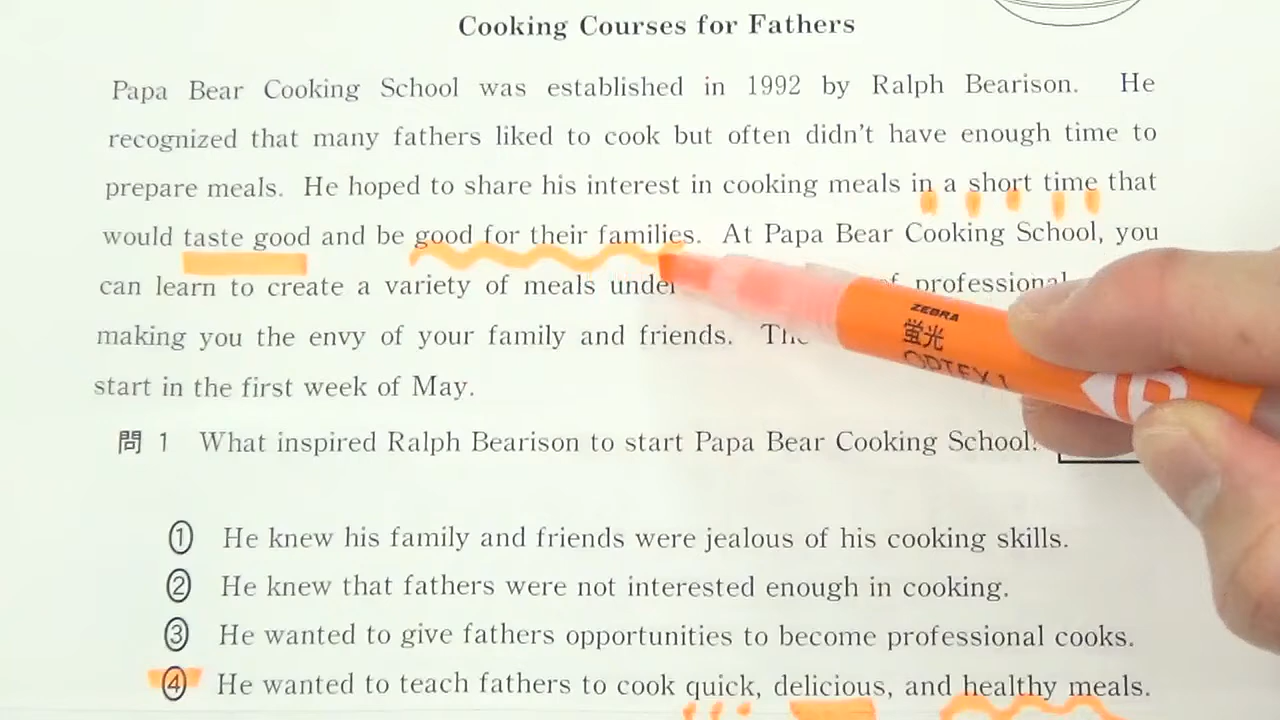 Cooking Courses for Fathers
Papa Bear Cooking School was established in 1992 by Ralph Bearison. He
recognized that many fathers liked to cook but often didn't have enough time to
prepare meals. He hoped to share his interest in cooking meals in a short time that
would taste good and be good for their families. At Papa Bear Cooking School, you
can learn to create a variety of meals under of professional
making you the envy of your family and friends.
start in the first week of May.
問 1 What inspired Ralph Bearison to start Papa Bear Cooking School?
① He knew his family and friends were jealous of his cooking skills.
② He knew that fathers were not interested enough in cooking.
③ He wanted to give fathers opportunities to become professional cooks.
④ He wanted to teach fathers to cook quick, delicious, and healthy meals.
ZEBRA
蛍光
OPTEX 1